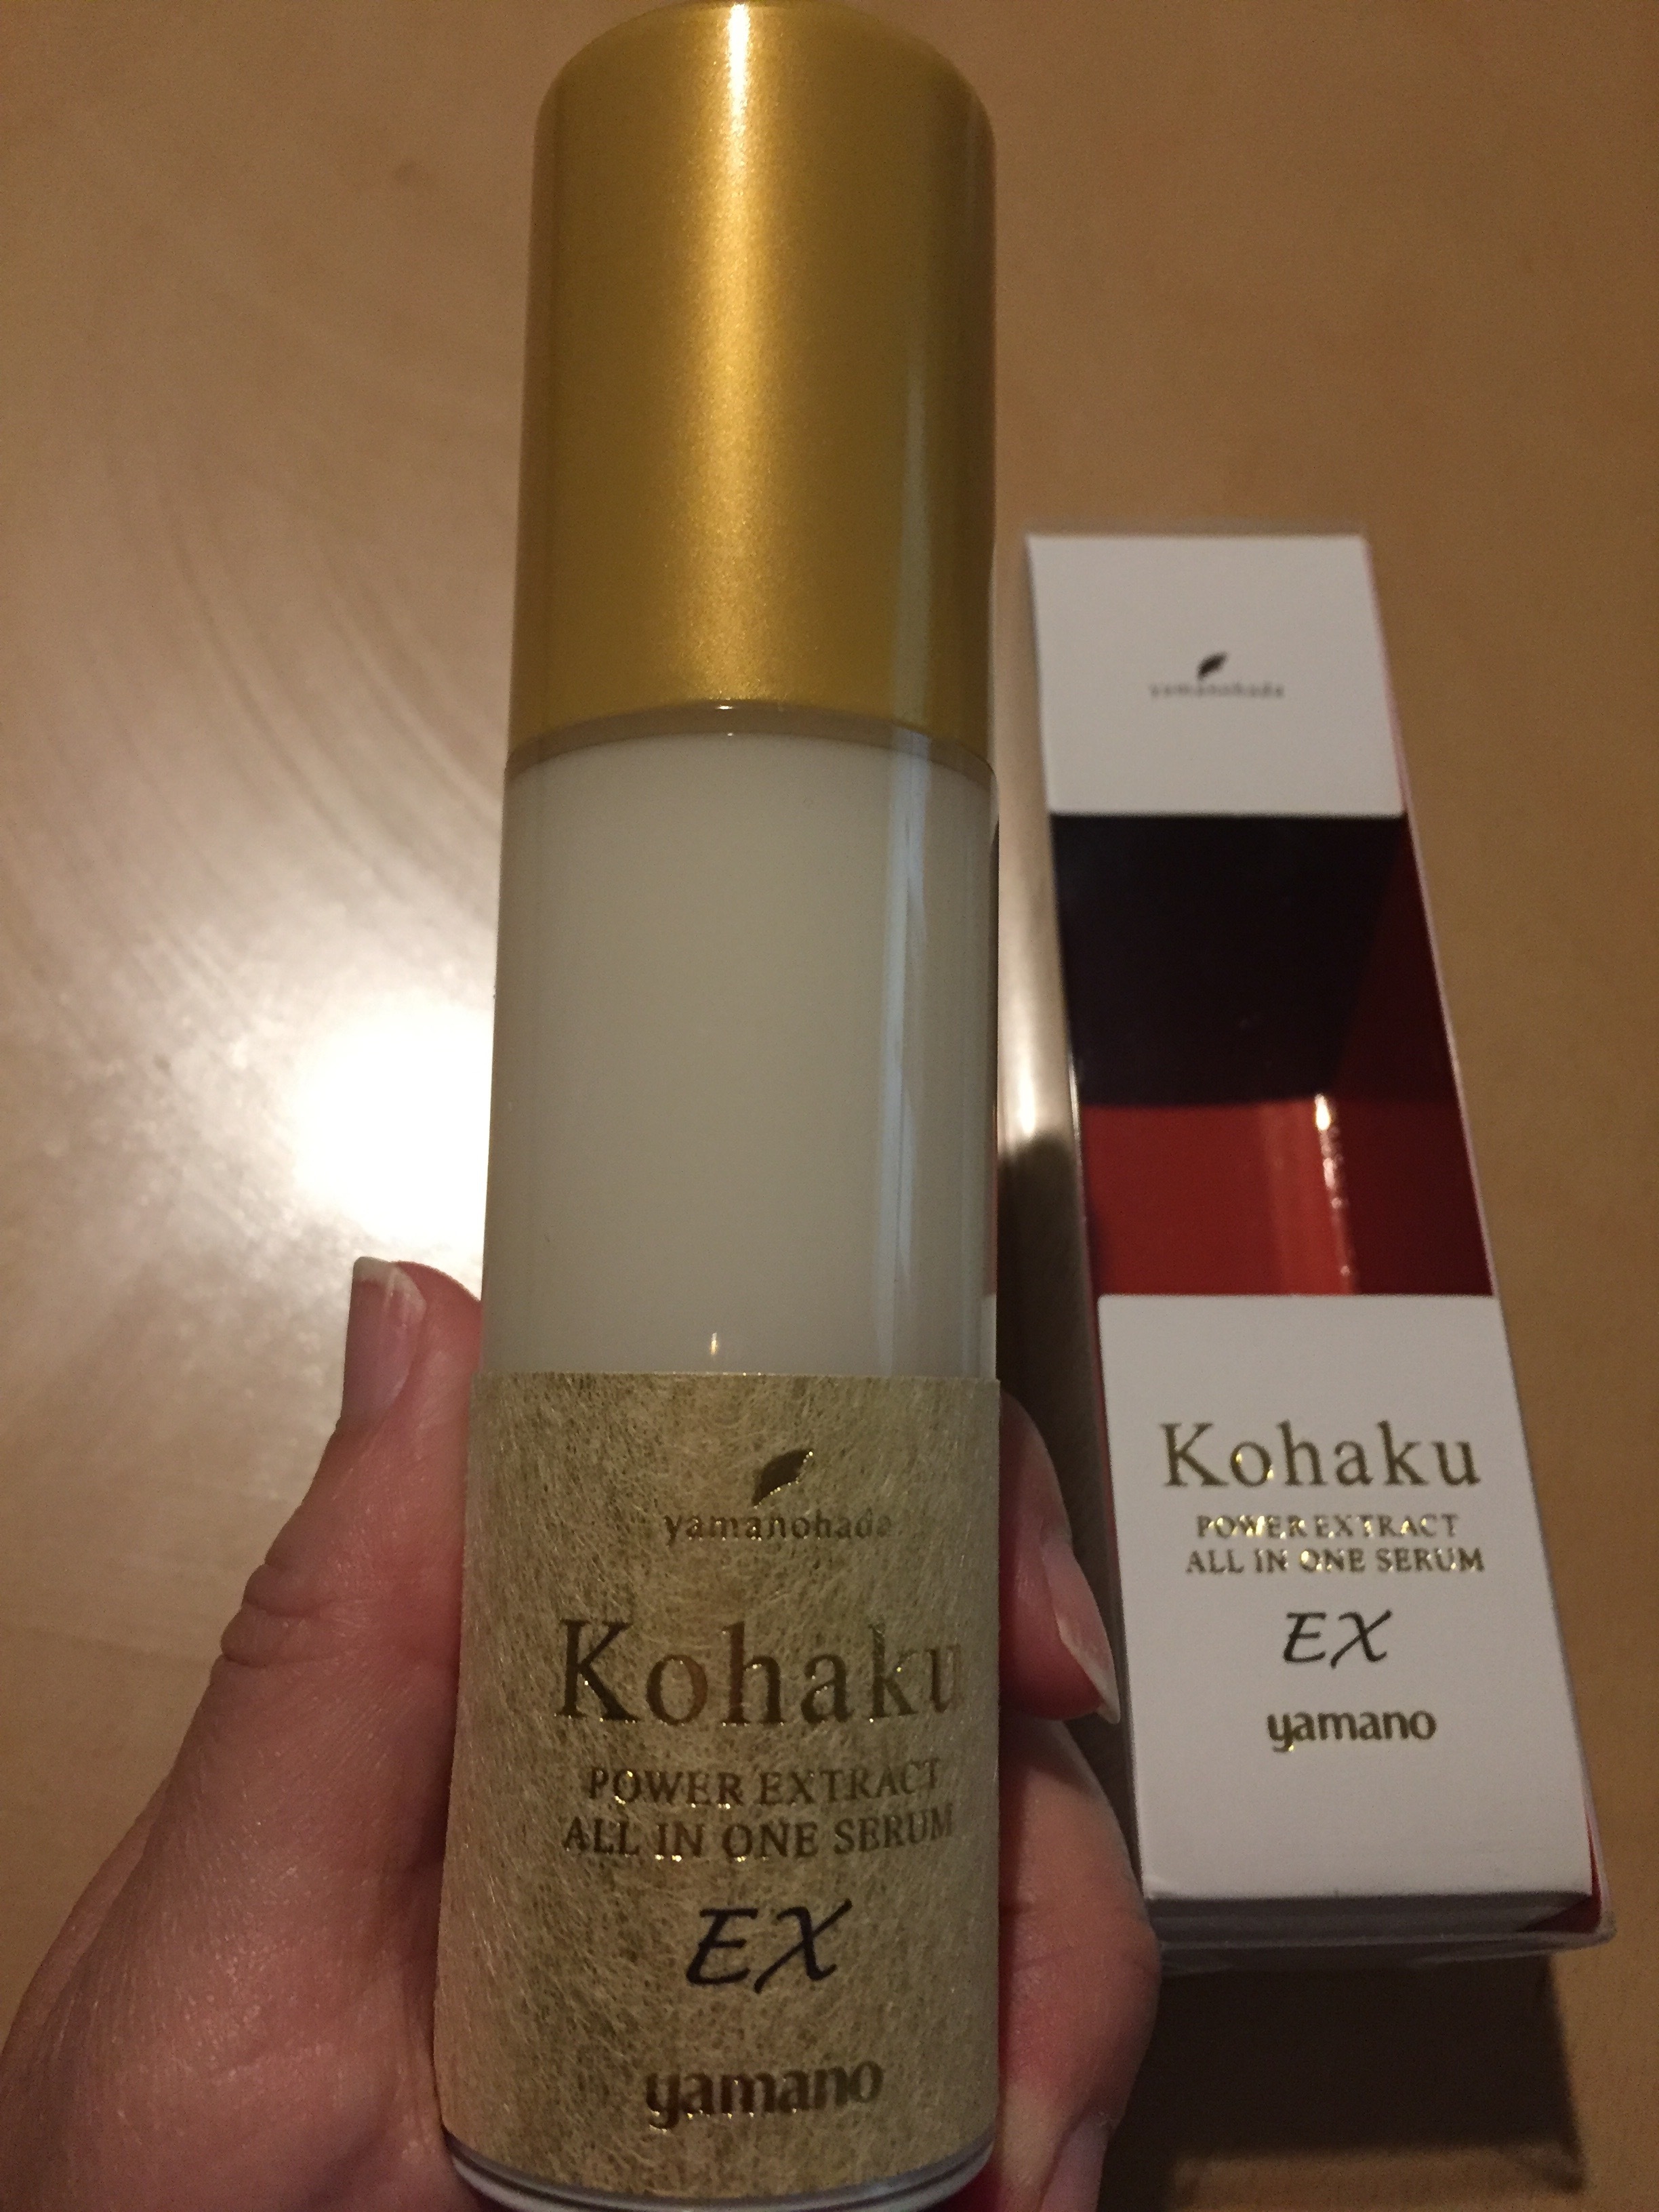 yamanohada
Kohaku
POWER EXTRACT
ALL IN ONE SERUM
EX
yamano
yamanohada
Kohaku
POWER EXTRACT
ALL IN ONE SERUM
EX
yamano